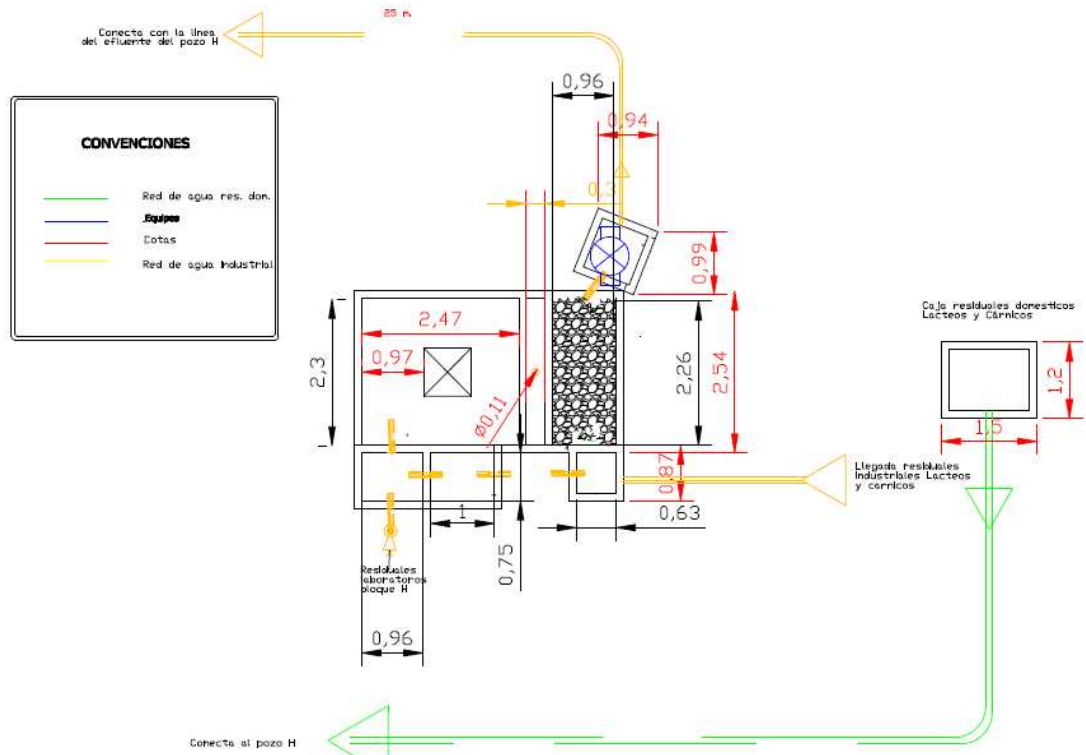 25 m.
Conecta con la linea
del efluente del pozo H
0,96
0,94
CONVENCIONES
Red de agua res. dom.
Equipos
Cotas
Red de agua industrial
0,3
0,99
2,47
0,97
2,3
Ø0,11
2,26
2,54
Caja residuales domesticos
Lacteos y Cárnicos
1,2
1,5
0,87
Llegada residuales
industriales Lacteos
y carnicos
1
0,63
0,75
Residuales
laboratoros
bloque H
0,96
Conecta al pozo H